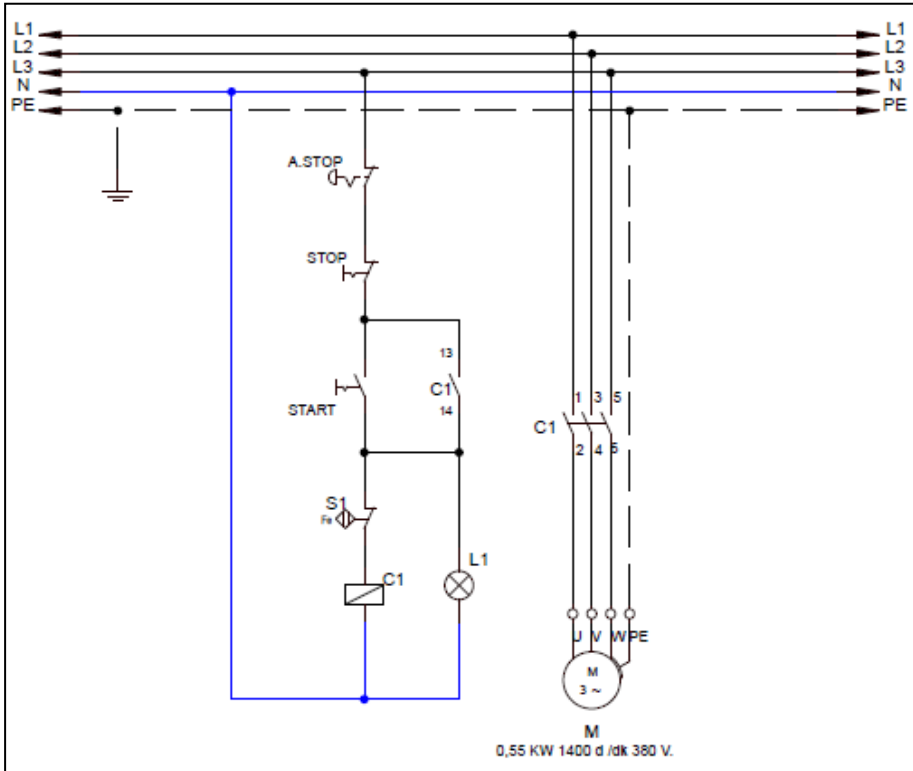 L1 L1
L2 L2
L3 L3
N N
PE PE
A.STOP
STOP
13
C1
14
START
1 3 5
C1
2 4 5
S1
Fe
C1
L1
U V W PE
M
3 ~
M
0,55 KW 1400 d /dk 380 V.